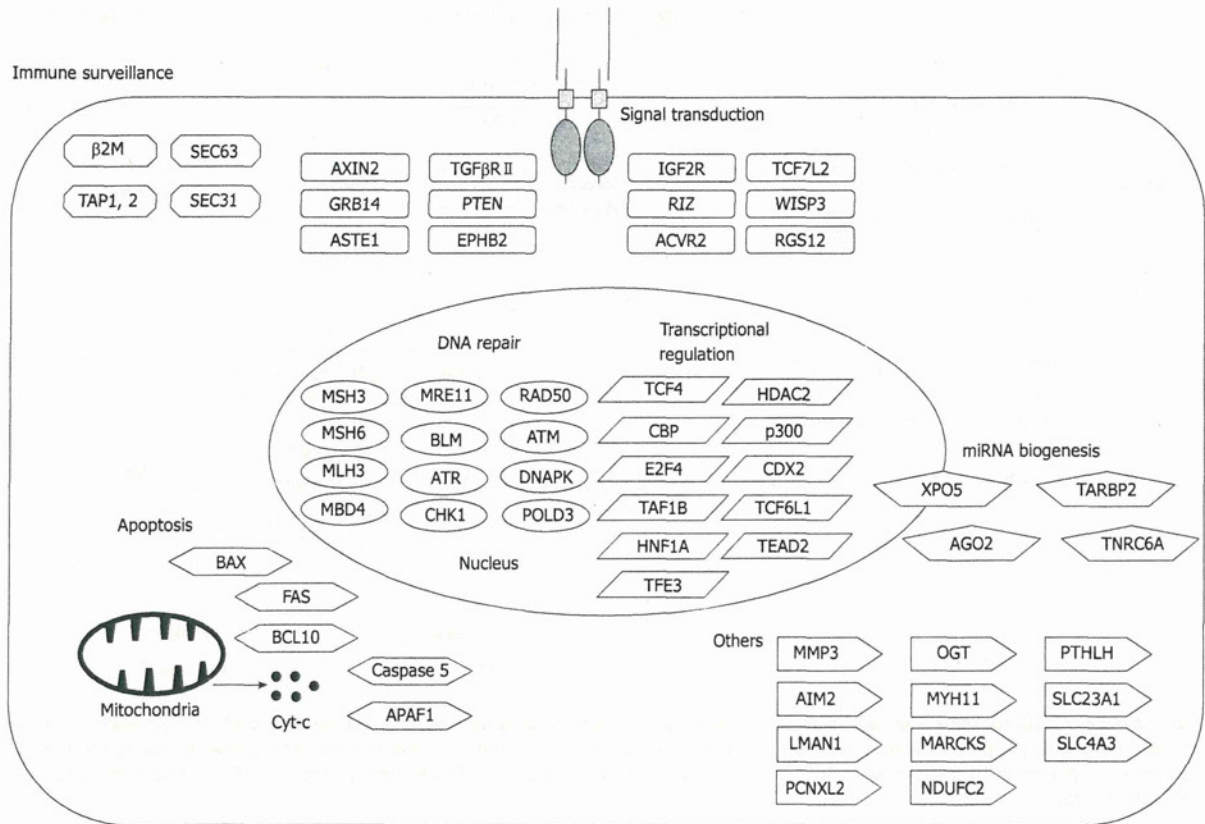 Immune surveillance
Signal transduction
β2M
SEC63
TAP1, 2
SEC31
AXIN2
TGFβR II
GRB14
PTEN
ASTE1
EPHB2
IGF2R
TCF7L2
RIZ
WISP3
ACVR2
RGS12
DNA repair
MSH3
MRE11
RAD50
MSH6
BLM
ATM
MLH3
ATR
DNAPK
MBD4
CHK1
POLD3
Nucleus
Transcriptional
regulation
TCF4
HDAC2
CBP
p300
E2F4
CDX2
TAF1B
TCF6L1
HNF1A
TEAD2
TFE3
miRNA biogenesis
XPO5
TARBP2
AGO2
TNRC6A
Apoptosis
BAX
FAS
BCL10
Caspase 5
APAF1
Mitochondria
Cyt-c
Others
MMP3
OGT
PTHLH
AIM2
MYH11
SLC23A1
LMAN1
MARCKS
SLC4A3
PCNXL2
NDUFC2